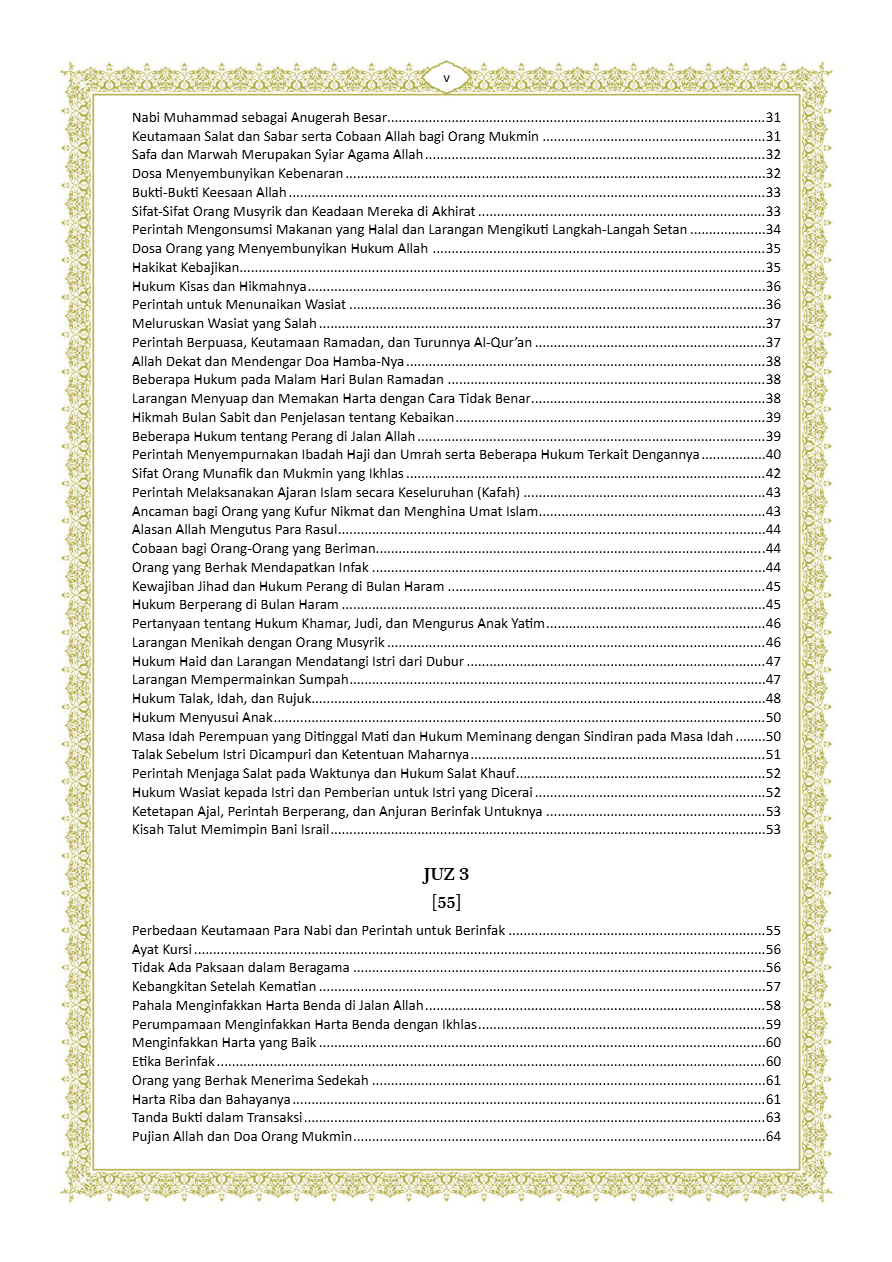 v
Nabi Muhammad sebagai Anugerah Besar....................31
Keutamaan Salat dan Sabar serta Cobaan Allah bagi Orang Mukmin ....................31
Safa dan Marwah Merupakan Syiar Agama Allah....................32
Dosa Menyembunyikan Kebenaran....................32
Bukti-Bukti Keesaan Allah....................33
Sifat-Sifat Orang Musyrik dan Keadaan Mereka di Akhirat....................33
Perintah Mengonsumsi Makanan yang Halal dan Larangan Mengikuti Langkah-Langah Setan ....................34
Dosa Orang yang Menyembunyikan Hukum Allah ....................35
Hakikat Kebajikan....................35
Hukum Kisas dan Hikmahnya....................36
Perintah untuk Menunaikan Wasiat ....................36
Meluruskan Wasiat yang Salah....................37
Perintah Berpuasa, Keutamaan Ramadan, dan Turunnya Al-Qur’an ....................37
Allah Dekat dan Mendengar Doa Hamba-Nya....................38
Beberapa Hukum pada Malam Hari Bulan Ramadan ....................38
Larangan Menyuap dan Memakan Harta dengan Cara Tidak Benar....................38
Hikmah Bulan Sabit dan Penjelasan tentang Kebaikan....................39
Beberapa Hukum tentang Perang di Jalan Allah....................39
Perintah Menyempurnakan Ibadah Haji dan Umrah serta Beberapa Hukum Terkait Dengannya.................40
Sifat Orang Munafik dan Mukmin yang Ikhlas ....................42
Perintah Melaksanakan Ajaran Islam secara Keseluruhan (Kafah) ....................43
Ancaman bagi Orang yang Kufur Nikmat dan Menghina Umat Islam....................43
Alasan Allah Mengutus Para Rasul....................44
Cobaan bagi Orang-Orang yang Beriman....................44
Orang yang Berhak Mendapatkan Infak ....................44
Kewajiban Jihad dan Hukum Perang di Bulan Haram ....................45
Hukum Berperang di Bulan Haram ....................45
Pertanyaan tentang Hukum Khamar, Judi, dan Mengurus Anak Yatim....................46
Larangan Menikah dengan Orang Musyrik....................46
Hukum Haid dan Larangan Mendatangi Istri dari Dubur ....................47
Larangan Mempermainkan Sumpah....................47
Hukum Talak, Idah, dan Rujuk....................48
Hukum Menyusui Anak....................50
Masa Idah Perempuan yang Ditinggal Mati dan Hukum Meminang dengan Sindiran pada Masa Idah ........50
Talak Sebelum Istri Dicampuri dan Ketentuan Maharnya....................51
Perintah Menjaga Salat pada Waktunya dan Hukum Salat Khauf....................52
Hukum Wasiat kepada Istri dan Pemberian untuk Istri yang Dicerai....................52
Ketetapan Ajal, Perintah Berperang, dan Anjuran Berinfak Untuknya ....................53
Kisah Talut Memimpin Bani Israil....................53
JUZ 3
[55]
Perbedaan Keutamaan Para Nabi dan Perintah untuk Berinfak ....................55
Ayat Kursi....................56
Tidak Ada Paksaan dalam Beragama ....................56
Kebangkitan Setelah Kematian....................57
Pahala Menginfakkan Harta Benda di Jalan Allah....................58
Perumpamaan Menginfakkan Harta Benda dengan Ikhlas....................59
Menginfakkan Harta yang Baik....................60
Etika Berinfak....................60
Orang yang Berhak Menerima Sedekah ....................61
Harta Riba dan Bahayanya....................61
Tanda Bukti dalam Transaksi....................63
Pujian Allah dan Doa Orang Mukmin....................64